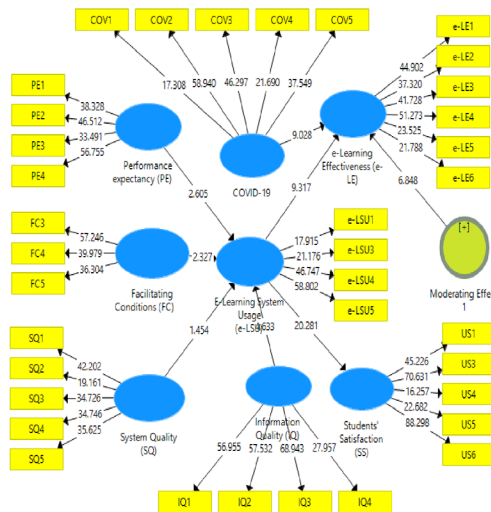 COV1 COV2 COV3 COV4 COV5
17.308 58.940 46.297 21.690 37.549
e-LE1
e-LE2
e-LE3
e-LE4
e-LE5
e-LE6
44.902
37.320
41.728
51.273
23.525
21.788
PE1
PE2
PE3
PE4
38.328
46.512
33.491
56.755
Performance
expectancy (PE)
COVID-19
9.028
e-Learning
Effectiveness (e-
LE)
2.605
9.317
6.848
[+]
Moderating Effe
1
FC3
FC4
FC5
57.246
39.979
36.304
Facilitating
Conditions (FC)
2.327
E-Learning System
Usage
(e-LSU)
e-LSU1
e-LSU3
e-LSU4
e-LSU5
17.915
21.176
46.747
58.802
1.454
.633
20.281
SQ1
SQ2
SQ3
SQ4
SQ5
42.202
19.161
34.726
34.746
35.625
System Quality
(SQ)
Information
Quality (IQ)
Students'
Satisfaction
(SS)
US1
US3
US4
US5
US6
45.226
70.631
16.257
22.682
88.298
56.955 57.532 68.943 27.957
IQ1 IQ2 IQ3 IQ4